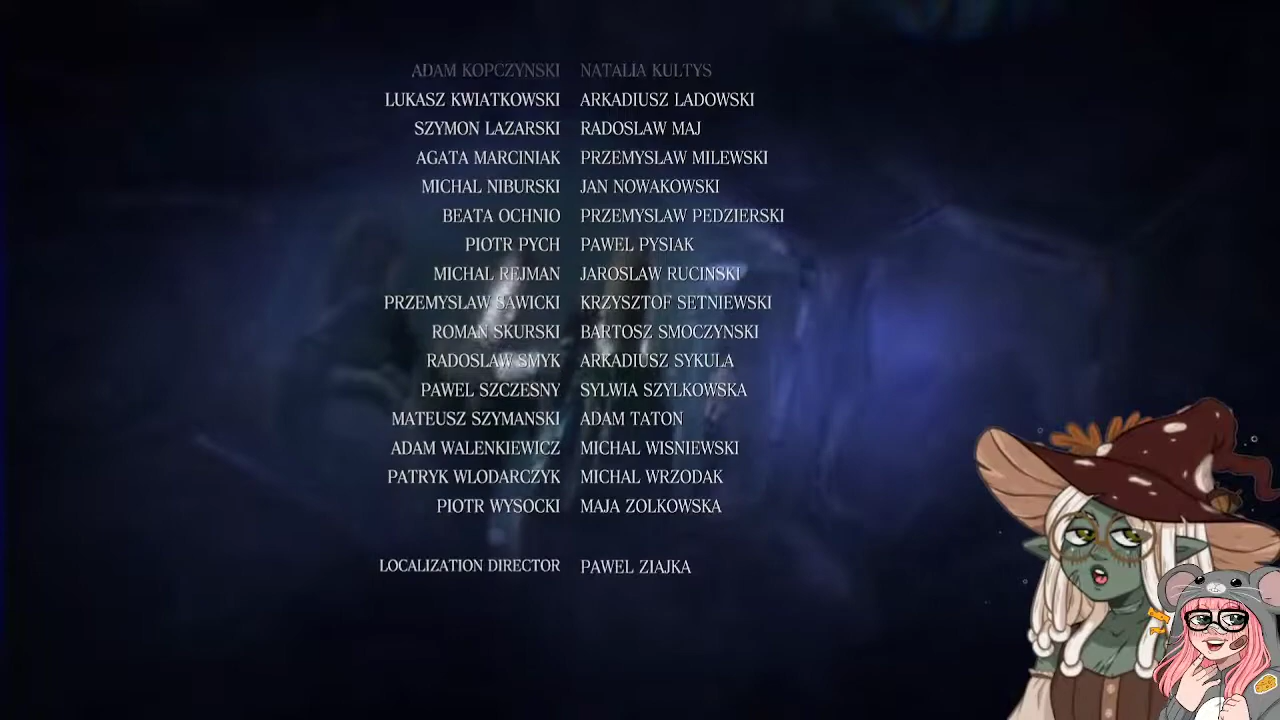 ADAM KOPCZYNSKI NATALIA KULTYS
LUKASZ KWIATKOWSKI ARKADIUSZ LADOWSKI
SZYMON LAZARSKI RADOSLAW MAJ
AGATA MARCINIAK PRZEMYSLAW MILEWSKI
MICHAL NIBURSKI JAN NOWAKOWSKI
BEATA OCHNIO PRZEMYSLAW PEDZIERSKI
PIOTR PYCH PAWEL PYSIAK
MICHAL REJMAN JAROSLAW RUCINSKI
PRZEMYSLAW SAWICKI KRZYSZTOF SETNIEWSKI
ROMAN SKURSKI BARTOSZ SMOCZYNSKI
RADOSLAW SMYK ARKADIUSZ SYKULA
PAWEL SZCZESNY SYLWIA SZYLKOWSKA
MATEUSZ SZYMANSKI ADAM TATON
ADAM WALENKIEWICZ MICHAL WISNIEWSKI
PATRYK WLODARCZYK MICHAL WRZODAK
PIOTR WYSOCKI MAJA ZOLKOWSKA
LOCALIZATION DIRECTOR PAWEL ZIAJKA